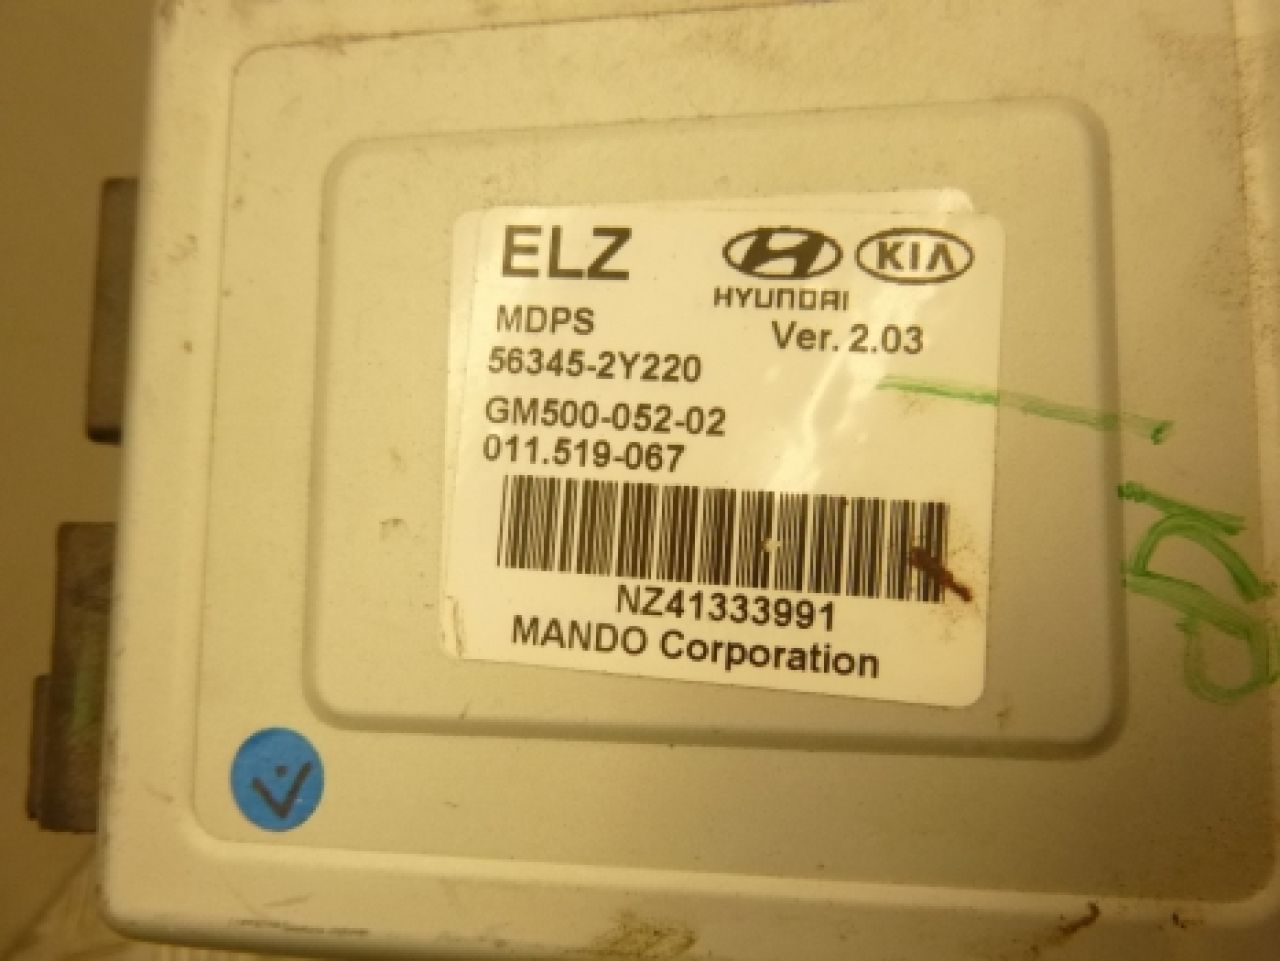 ELZ
HYUNDAI
KIA
MDPS
Ver. 2.03
56345-2Y220
GM500-052-02
011.519-067
NZ41333991
MANDO Corporation